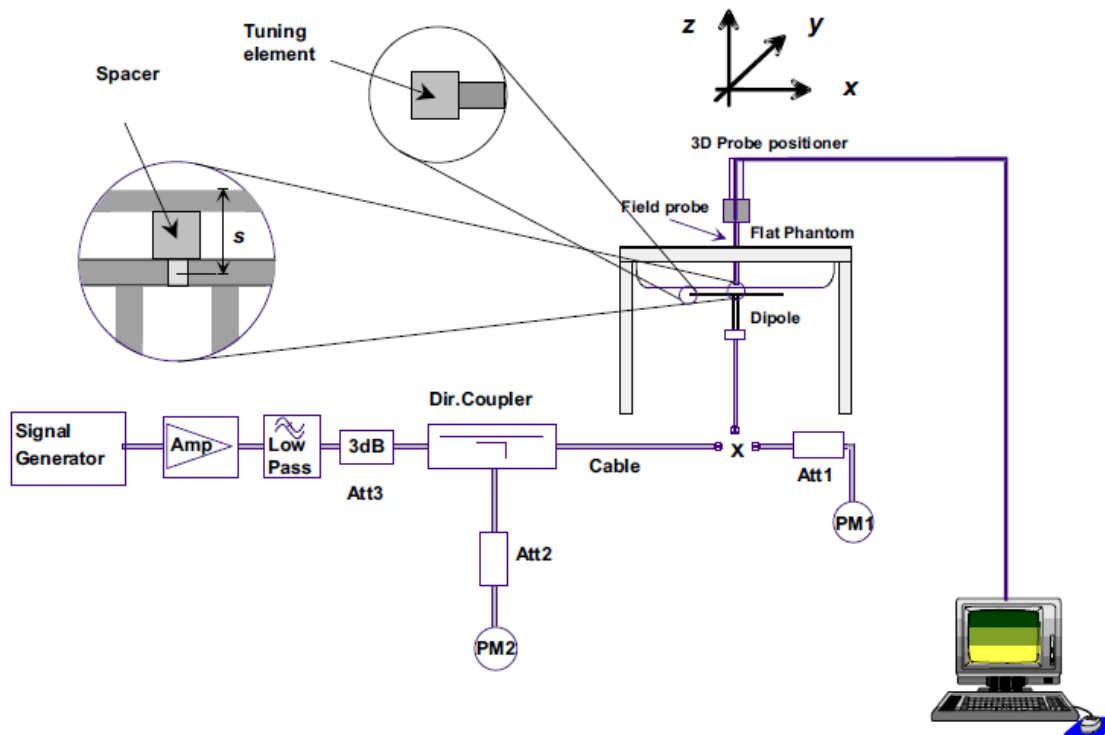 Tuning
element
Spacer
s
z
y
x
3D Probe positioner
Field probe
Flat Phantom
Dipole
Dir.Coupler
Signal
Generator
Amp
Low
Pass
3dB
Att3
Cable
X
Att1
PM1
Att2
PM2